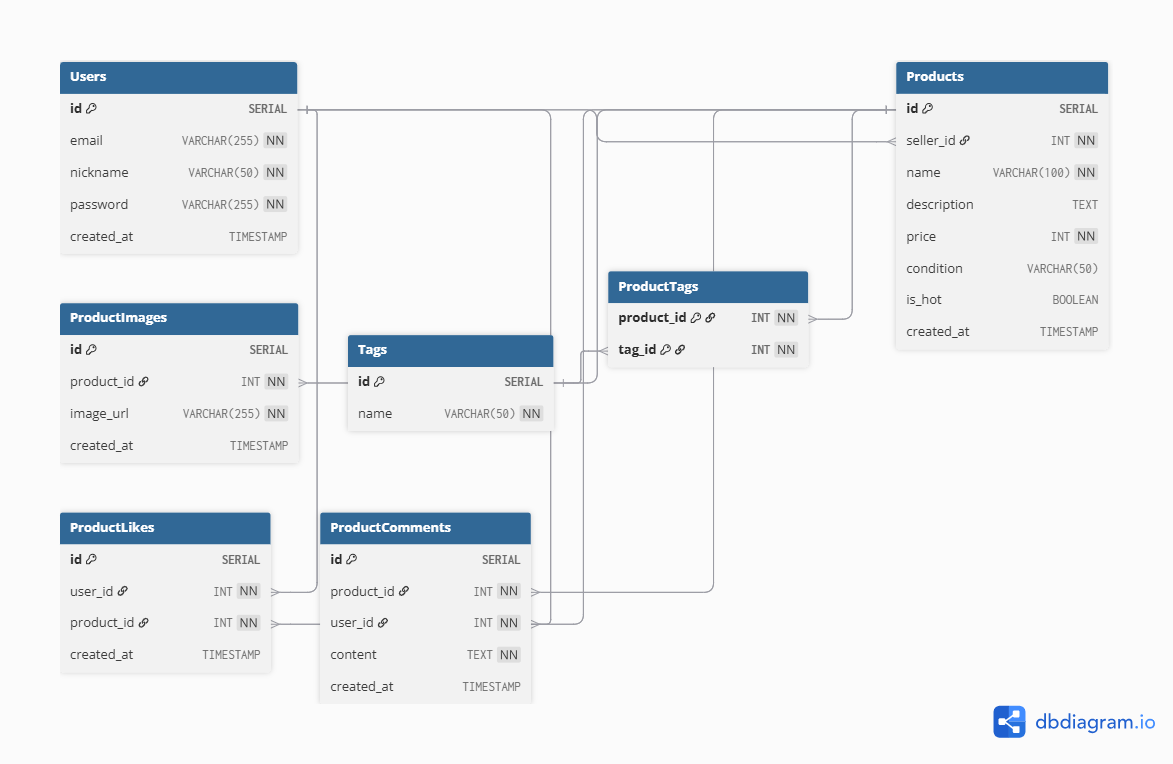 Users
id SERIAL
email VARCHAR(255) NN
nickname VARCHAR(50) NN
password VARCHAR(255) NN
created_at TIMESTAMP
Products
id SERIAL
seller_id INT NN
name VARCHAR(100) NN
description TEXT
price INT NN
condition VARCHAR(50)
is_hot BOOLEAN
created_at TIMESTAMP
ProductTags
product_id INT NN
tag_id INT NN
ProductImages
id SERIAL
product_id INT NN
image_url VARCHAR(255) NN
created_at TIMESTAMP
Tags
id SERIAL
name VARCHAR(50) NN
ProductLikes
id SERIAL
user_id INT NN
product_id INT NN
created_at TIMESTAMP
ProductComments
id SERIAL
product_id INT NN
user_id INT NN
content TEXT NN
created_at TIMESTAMP
dbdiagram.io